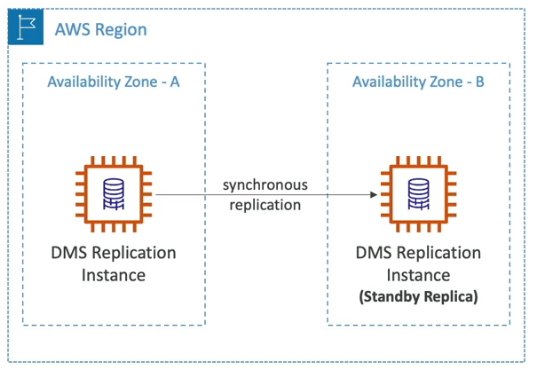 AWS Region
Availability Zone - A
Availability Zone - B
synchronous
replication
DMS Replication
Instance
DMS Replication
Instance
(Standby Replica)